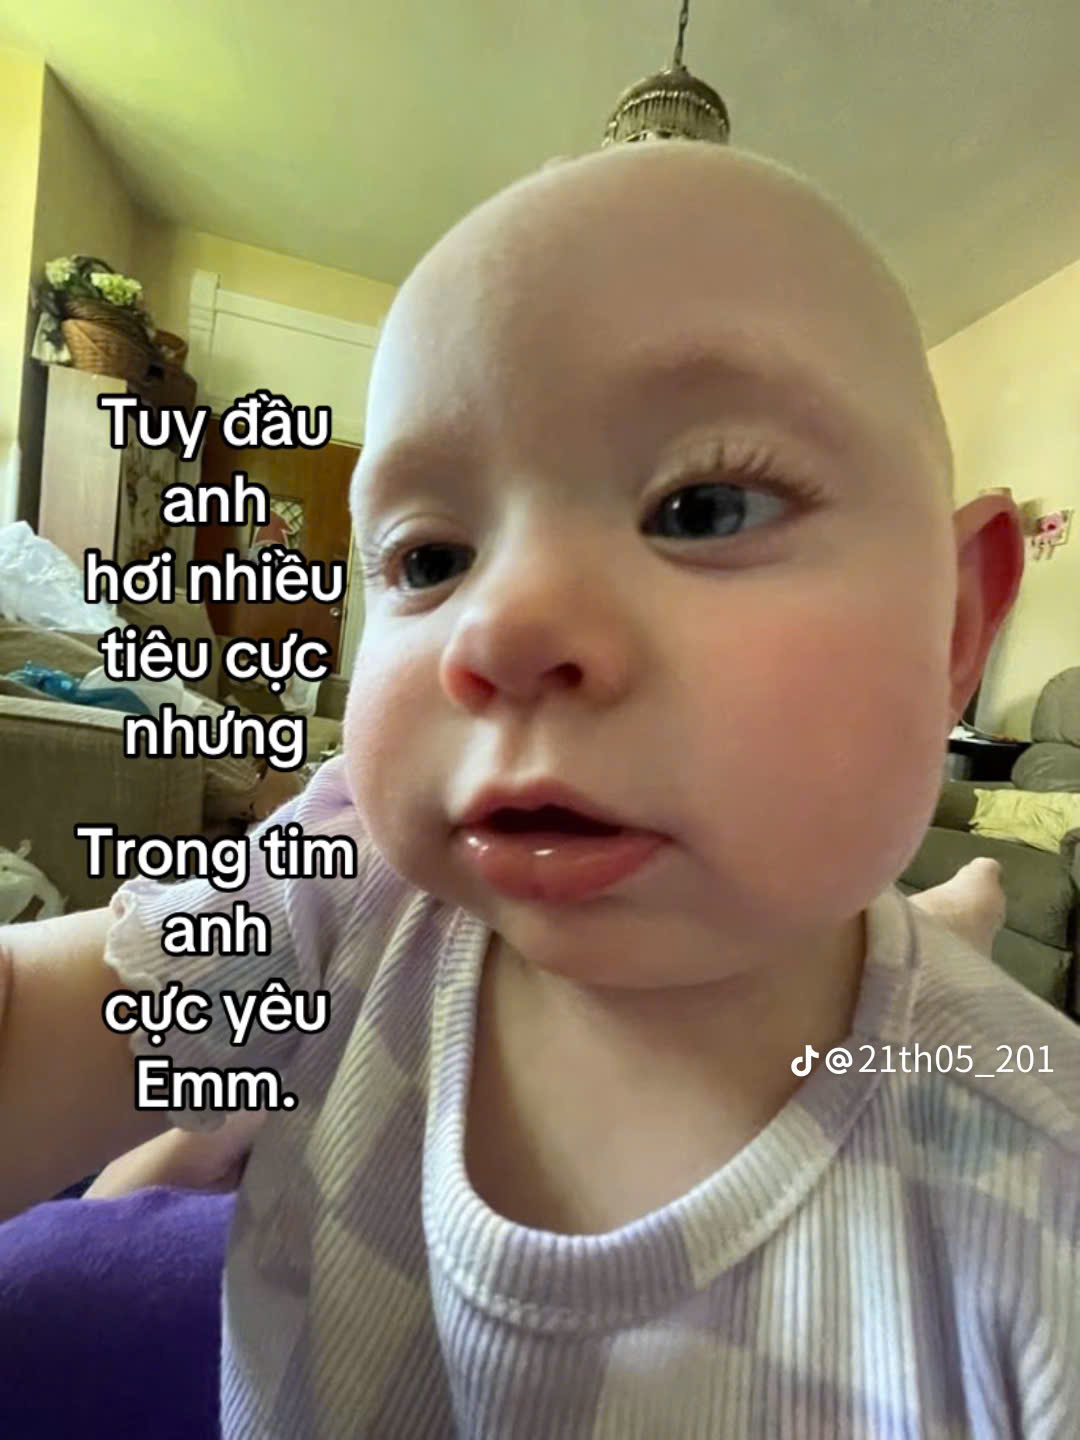 Tuy đầu
anh
hơi nhiều
tiêu cực
nhưng
Trong tim
anh
cực yêu
Emm.
@21th05_201